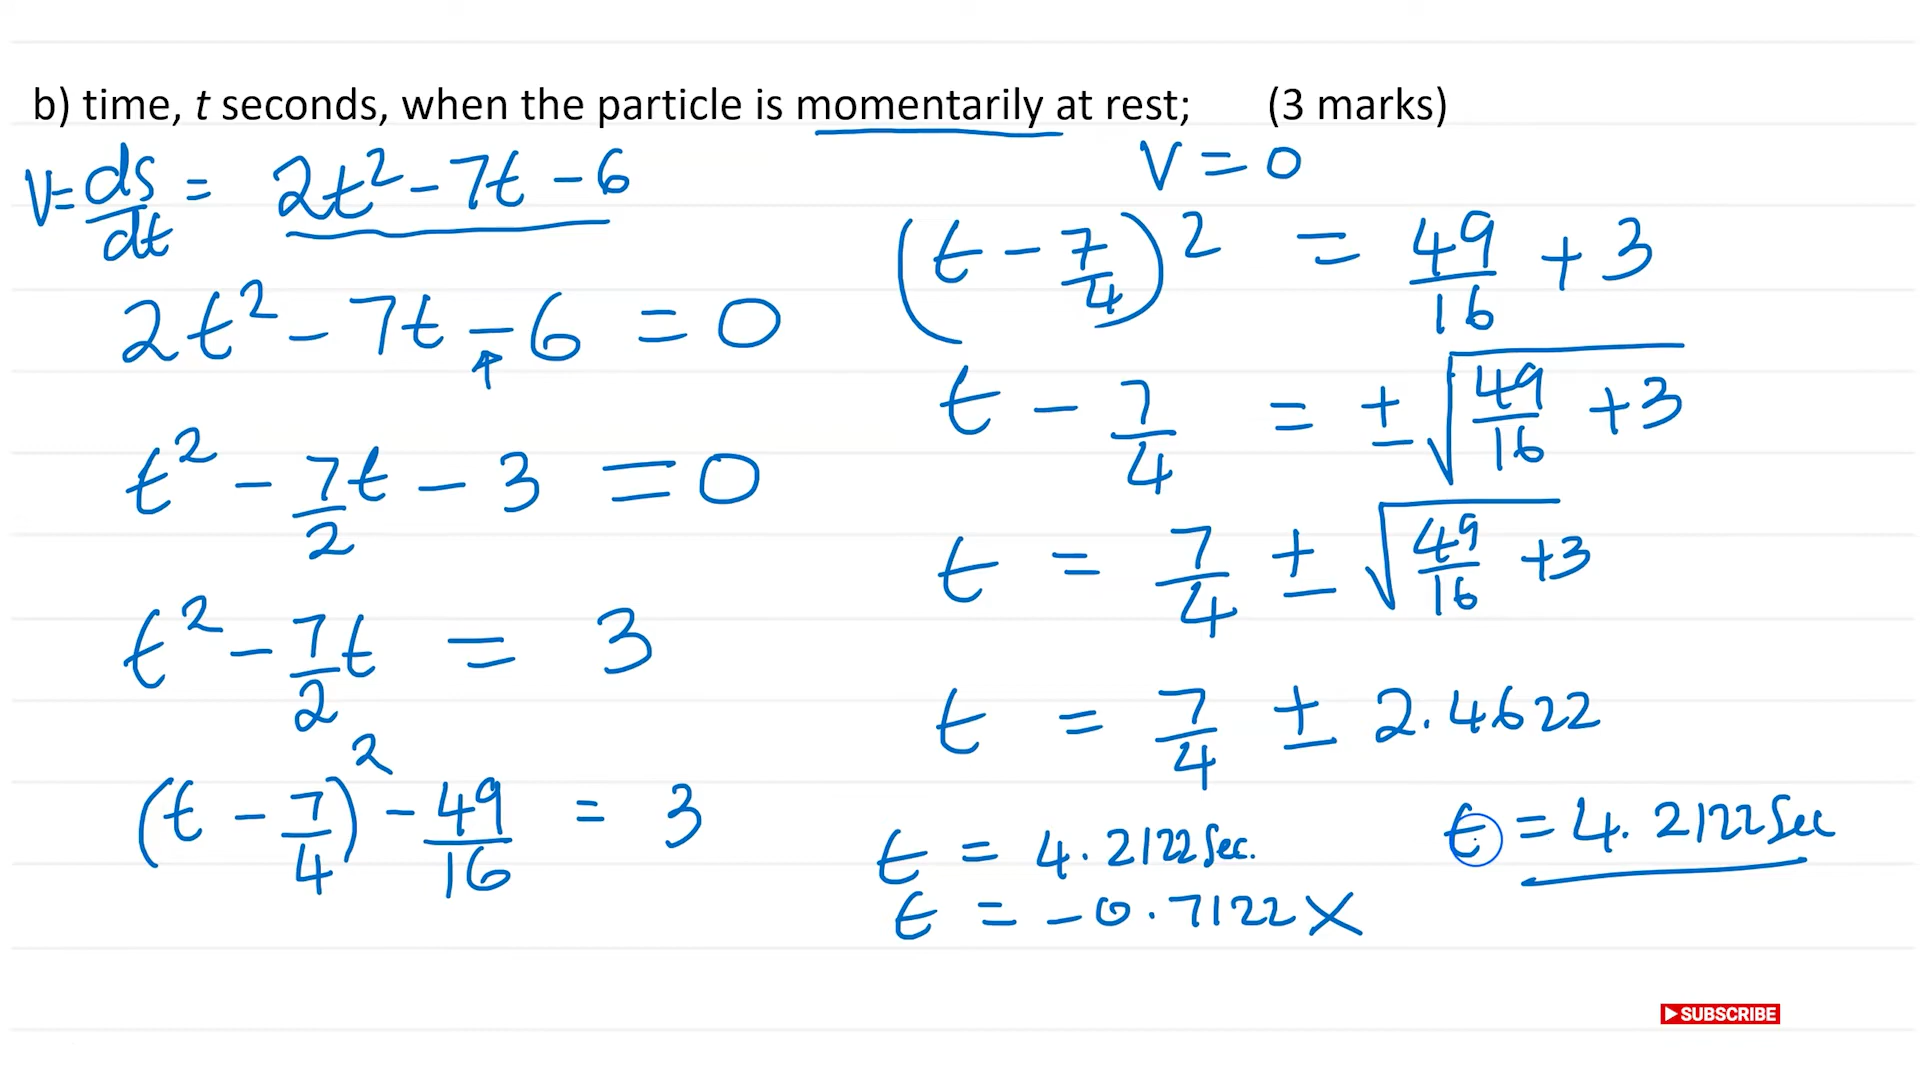 b) time, t seconds, when the particle is momentarily at rest; (3 marks)
V = ds/dt = 2t² - 7t - 6
2t² - 7t - 6 = 0
t² - 7/2 t - 3 = 0
t² - 7/2 t = 3
(t - 7/4)² - 49/16 = 3
V = 0
(t - 7/4)² = 49/16 + 3
t - 7/4 = ± √(49/16 + 3)
t = 7/4 ± √(49/16 + 3)
t = 7/4 ± 2.4622
t = 4.2122 Sec.
t = -0.7122 X
t = 4.2122 Sec
SUBSCRIBE